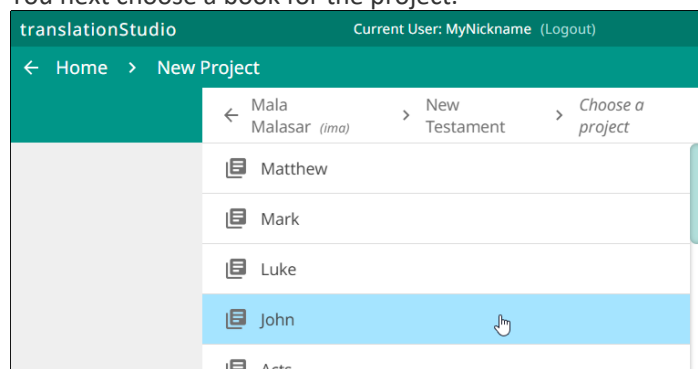 You next choose a book for the project.
translationStudio Current User: MyNickname (Logout)
← Home > New Project
← Mala Malasar (ima) > New Testament > Choose a project
Matthew
Mark
Luke
John
Acts